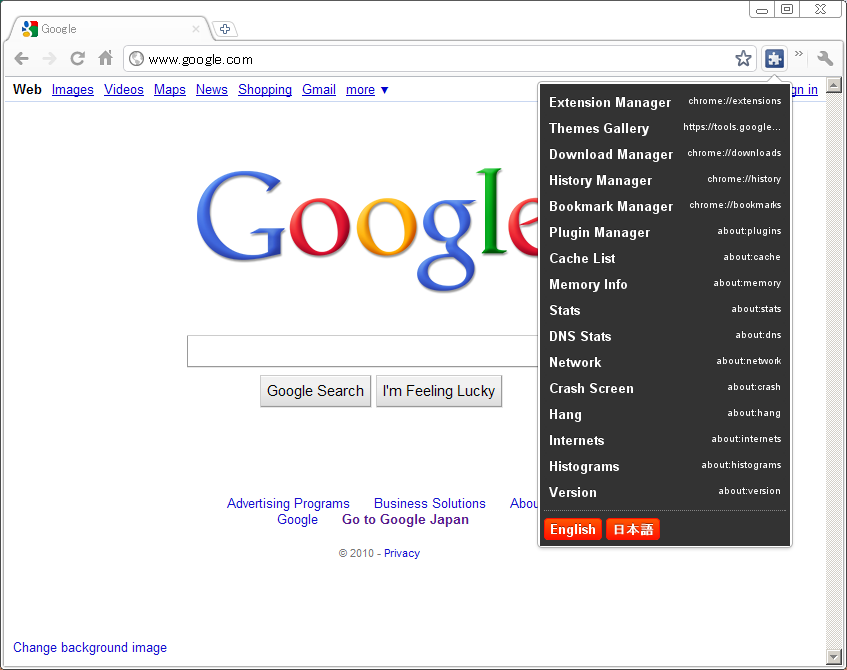 Google
www.google.com
Web Images Videos Maps News Shopping Gmail more ▼
Google
Google Search I'm Feeling Lucky
Advertising Programs Business Solutions
Google Go to Google Japan
© 2010 - Privacy
Change background image
Extension Manager chrome://extensions
Themes Gallery https://tools.google...
Download Manager chrome://downloads
History Manager chrome://history
Bookmark Manager chrome://bookmarks
Plugin Manager about:plugins
Cache List about:cache
Memory Info about:memory
Stats about:stats
DNS Stats about:dns
Network about:network
Crash Screen about:crash
Hang about:hang
Internets about:internets
Histograms about:histograms
Version about:version
English 日本語